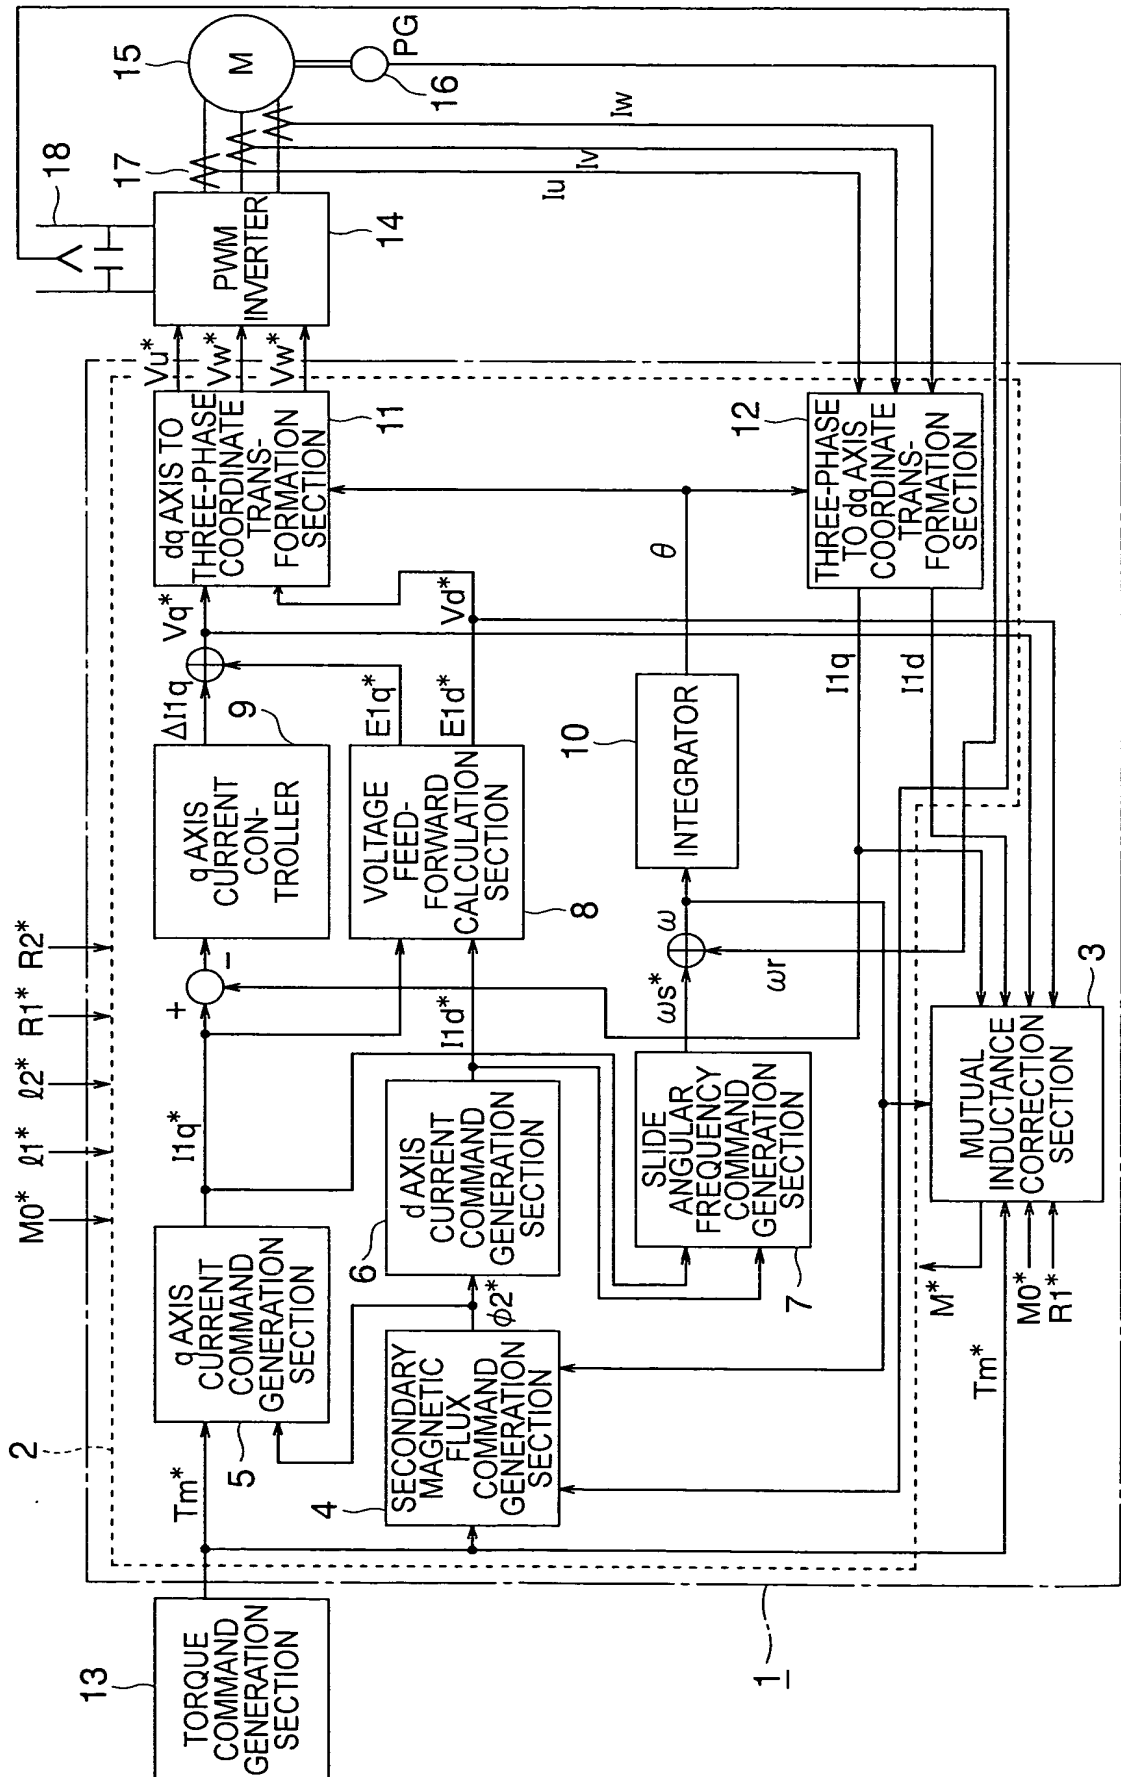 13
TORQUE
COMMAND
GENERATION
SECTION
1
2
Tm*
5
q AXIS
CURRENT
COMMAND
GENERATION
SECTION
4
SECONDARY
MAGNETIC
FLUX
COMMAND
GENERATION
SECTION
ϕ2*
6
d AXIS
CURRENT
COMMAND
GENERATION
SECTION
M0*
ℓ1*
ℓ2*
R1*
R2*
I1q*
+
-
I1d*
9
q AXIS
CURRENT
CON-
TROLLER
ΔI1q
Vq*
8
VOLTAGE
FEED-
FORWARD
CALCULATION
SECTION
E1q*
E1d*
Vd*
7
SLIDE
ANGULAR
FREQUENCY
COMMAND
GENERATION
SECTION
ωs*
ω
ωr
10
INTEGRATOR
θ
11
dq AXIS TO
THREE-PHASE
COORDINATE
TRANS-
FORMATION
SECTION
Vu*
Vw*
Vw*
12
THREE-PHASE
TO dq AXIS
COORDINATE
TRANS-
FORMATION
SECTION
I1q
I1d
14
PWM
INVERTER
18
17
15
M
16
PG
Iu
Iv
Iw
3
MUTUAL
INDUCTANCE
CORRECTION
SECTION
Tm*
M*
M0*
R1*